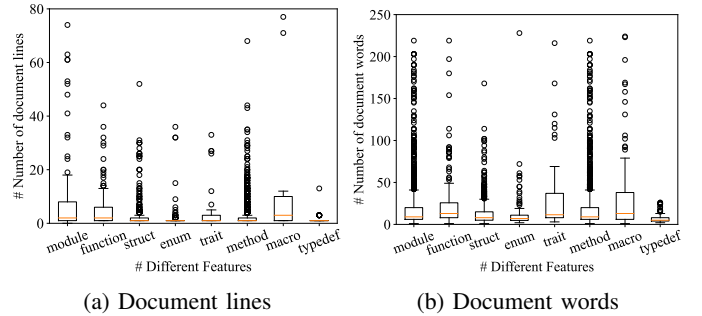 80
60
40
20
0
# Number of document lines
module
function
struct
enum
trait
method
macro
typedef
# Different Features
(a) Document lines
250
200
150
100
50
0
# Number of document words
module
function
struct
enum
trait
method
macro
typedef
# Different Features
(b) Document words